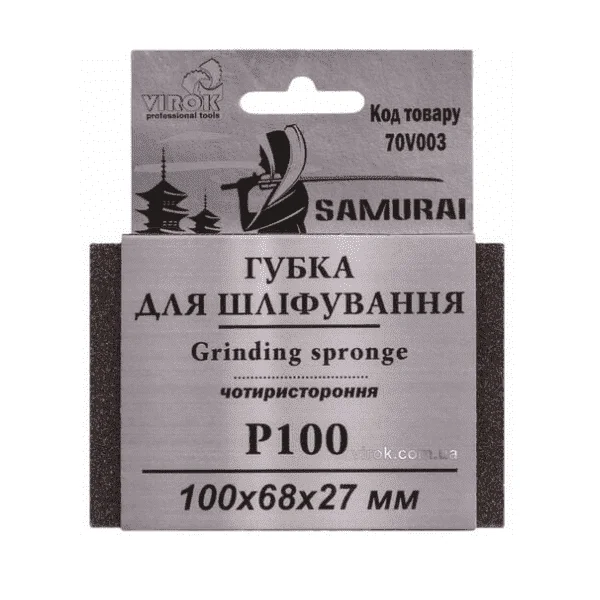 VIROK
professional tools
Код товару
70V003
SAMURAI
ГУБКА
ДЛЯ ШЛІФУВАННЯ
Grinding spronge
чотиристороння
P100
virok.com.ua
100x68x27 мм